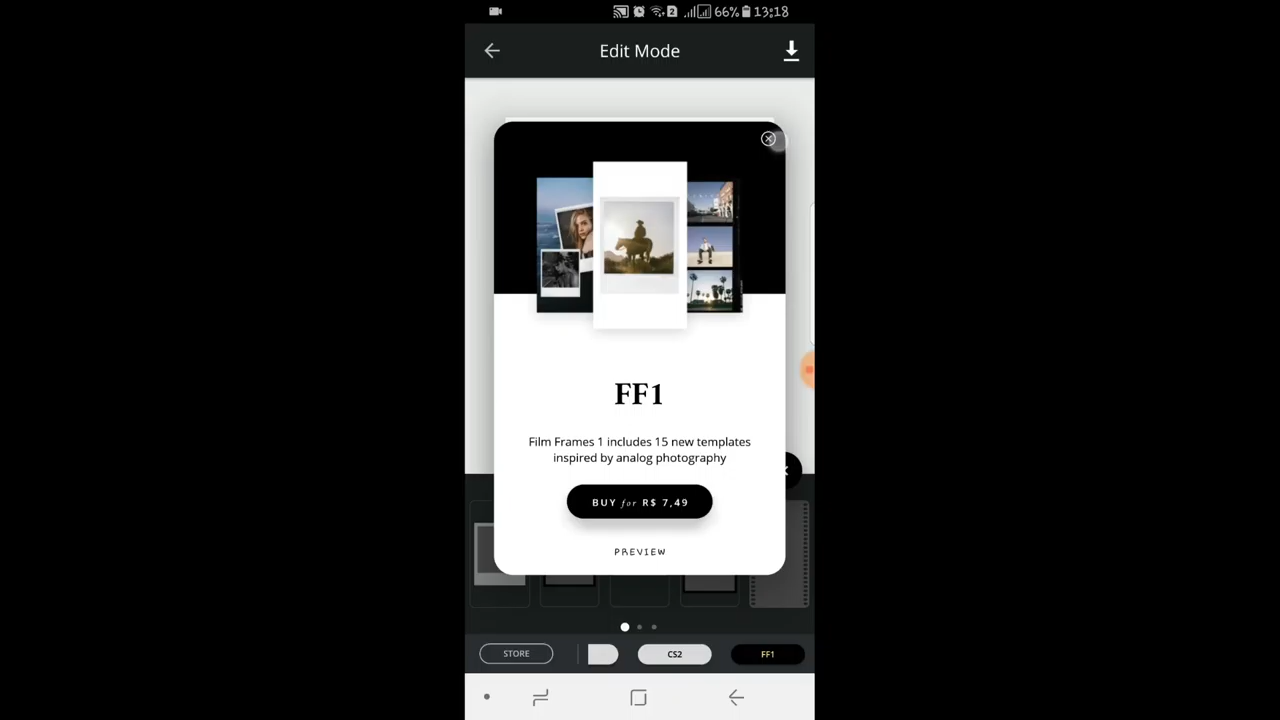 2 66% 13:18
Edit Mode
FF1
Film Frames 1 includes 15 new templates
inspired by analog photography
BUY for R$ 7,49
PREVIEW
STORE CS2 FF1